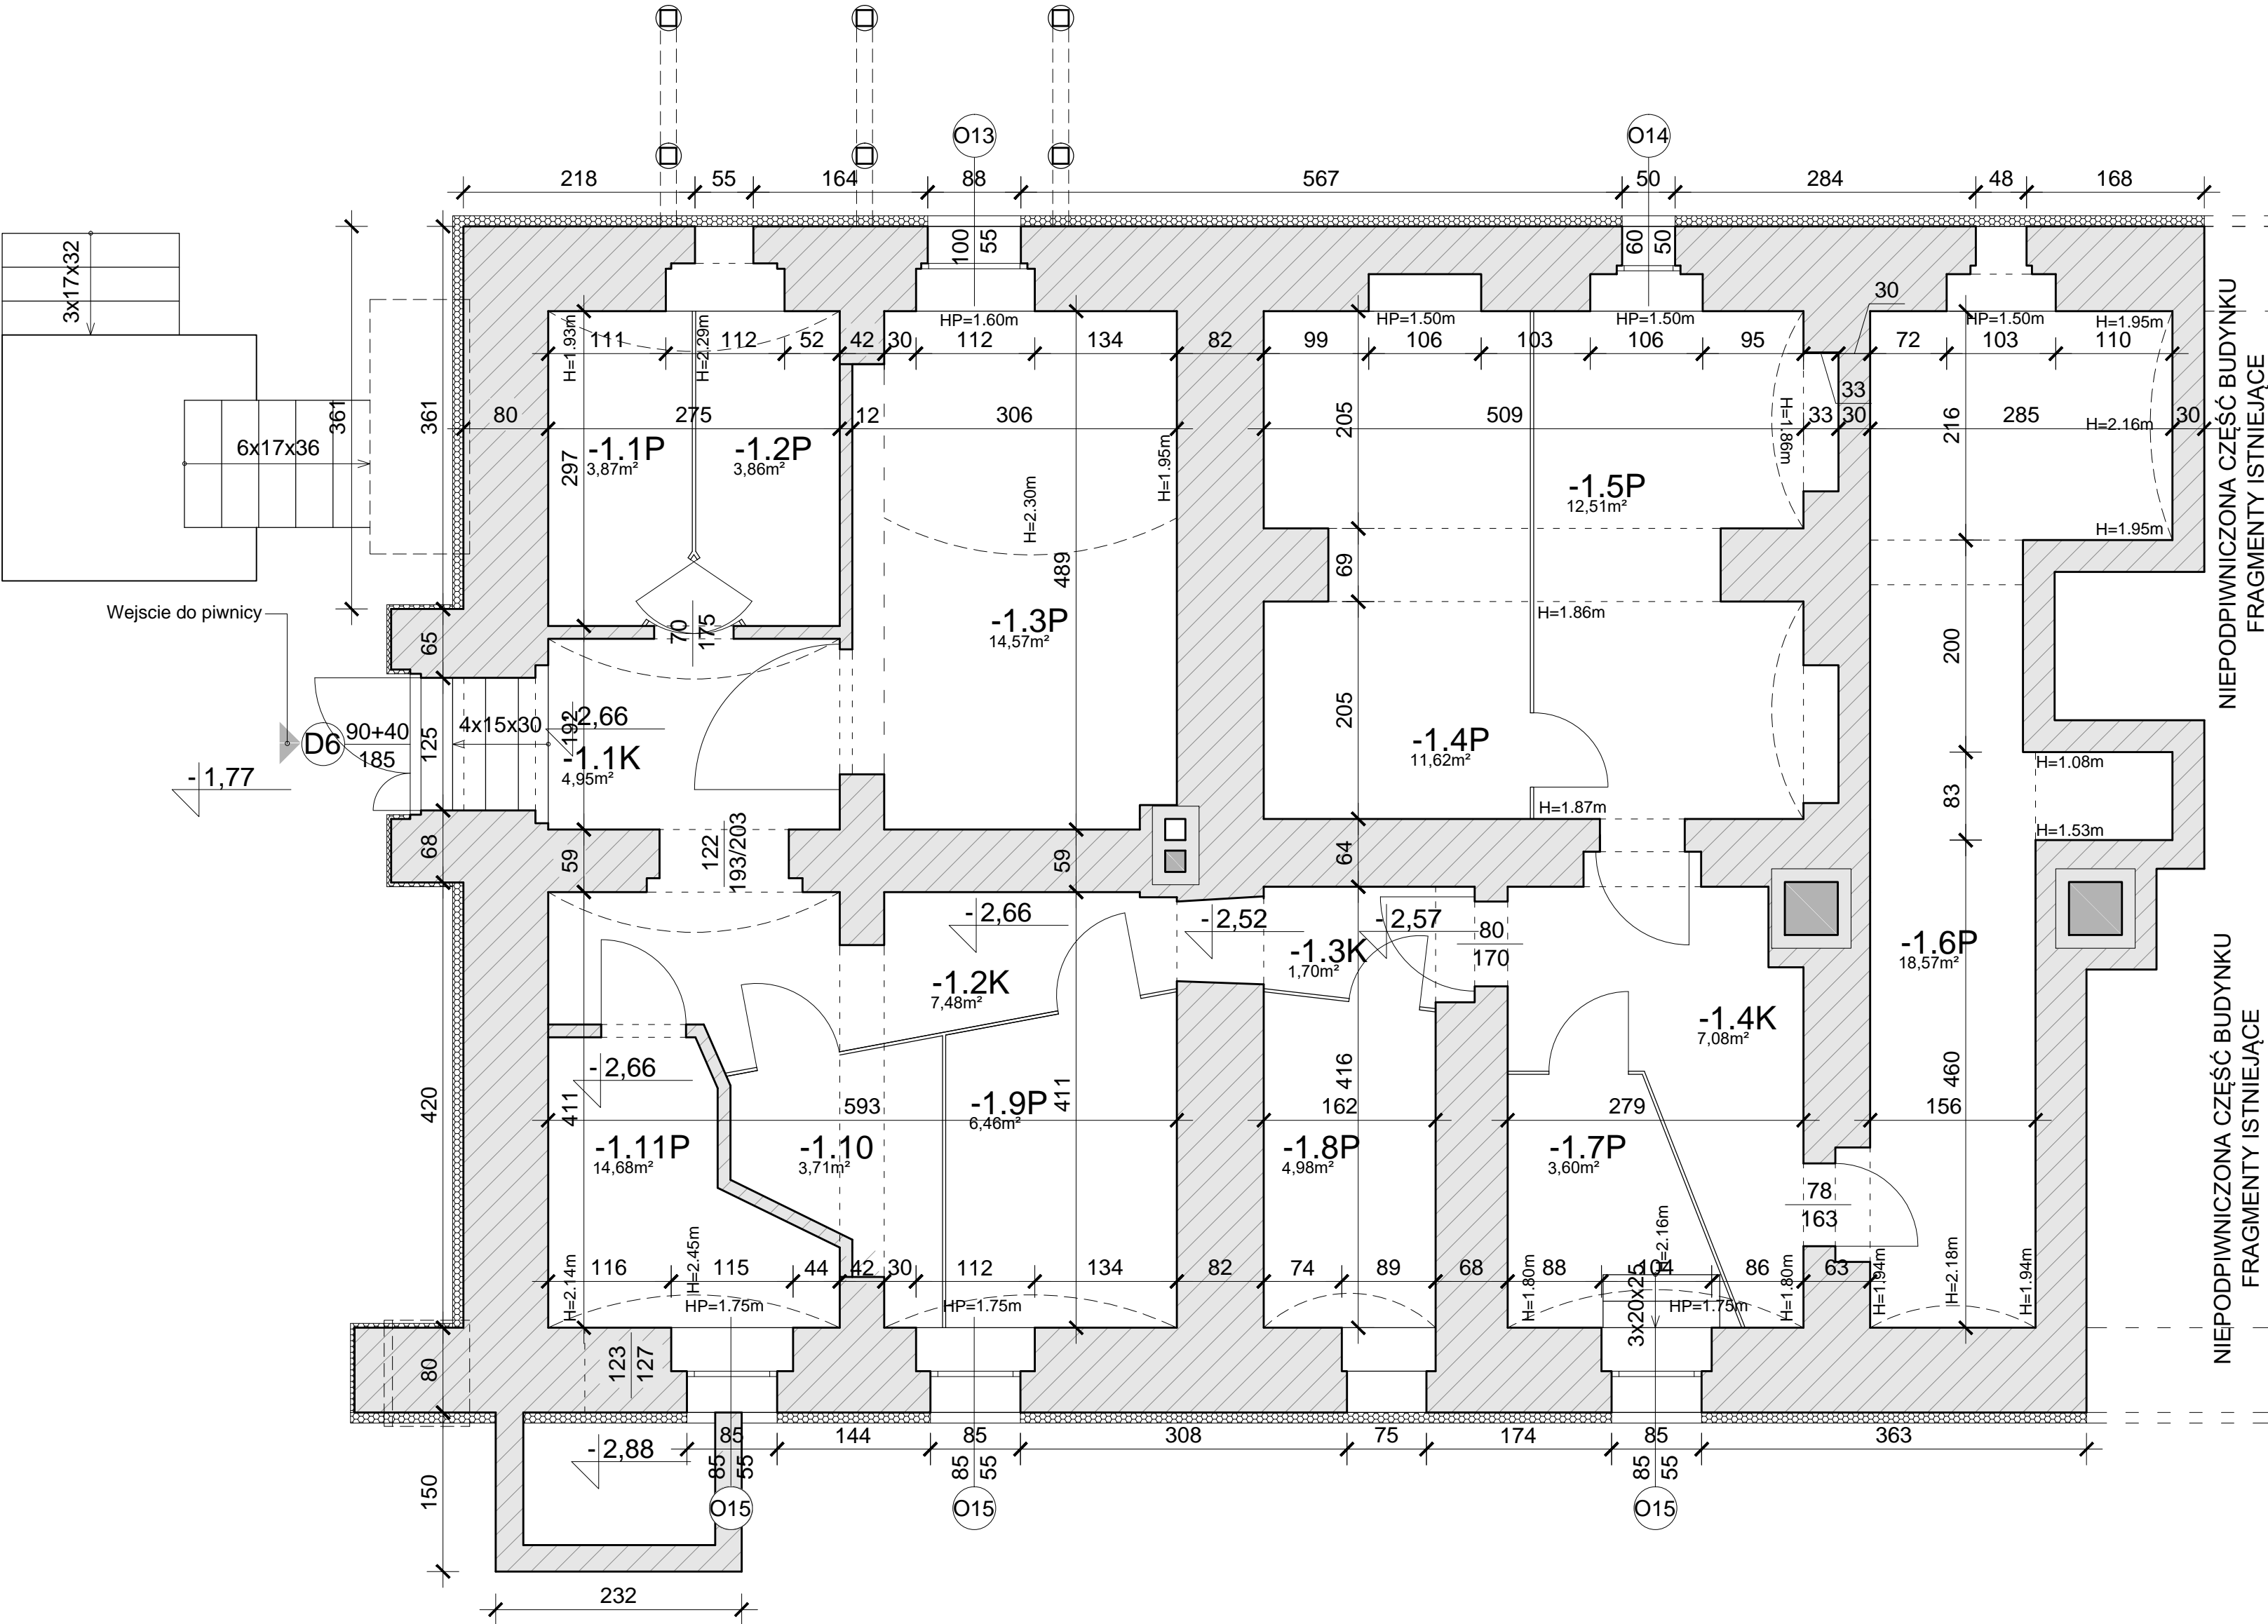 O13
O14
218
55
164
88
567
50
284
48
168
3x17x32
100
55
60
50
30
HP=1.60m
HP=1.50m
HP=1.50m
HP=1.50m
H=1.95m
H=1.93m
111
H=2.29m
112
52
42
30
112
134
82
99
106
103
106
95
72
103
110
33
361
361
80
275
12
306
205
509
H=1.86m
33
30
216
285
H=2.16m
30
6x17x36
-1.1P
3,87m²
-1.2P
3,86m²
297
H=1.95m
H=2.30m
-1.5P
12,51m²
H=1.95m
NIEPODPIWNICZONA CZĘŚĆ BUDYNKU
FRAGMENTY ISTNIEJĄCE
489
69
Wejscie do piwnicy
65
70
175
-1.3P
14,57m²
H=1.86m
200
-2,66
192
4x15x30
D6
90+40
185
125
-1.1K
4,95m²
205
-1.4P
11,62m²
H=1.08m
-1,77
83
H=1.87m
H=1.53m
68
59
122
193/203
59
64
-2,66
-2,52
-2,57
80
170
-1.3K
1,70m²
-1.6P
18,57m²
-1.2K
7,48m²
-1.4K
7,08m²
NIEPODPIWNICZONA CZĘŚĆ BUDYNKU
FRAGMENTY ISTNIEJĄCE
-2,66
420
411
593
-1.9P
6,46m²
411
416
162
279
460
156
-1.11P
14,68m²
-1.10
3,71m²
-1.8P
4,98m²
-1.7P
3,60m²
78
163
H=2.14m
116
H=2.45m
115
44
42
30
112
134
82
74
89
68
H=1.80m
88
104
H=2.16m
86
H=1.80m
63
H=1.94m
H=2.18m
H=1.94m
HP=1.75m
HP=1.75m
3x20x25
HP=1.75m
80
123
127
85
144
85
308
75
174
85
363
-2,88
85
55
85
55
85
55
150
O15
O15
O15
232